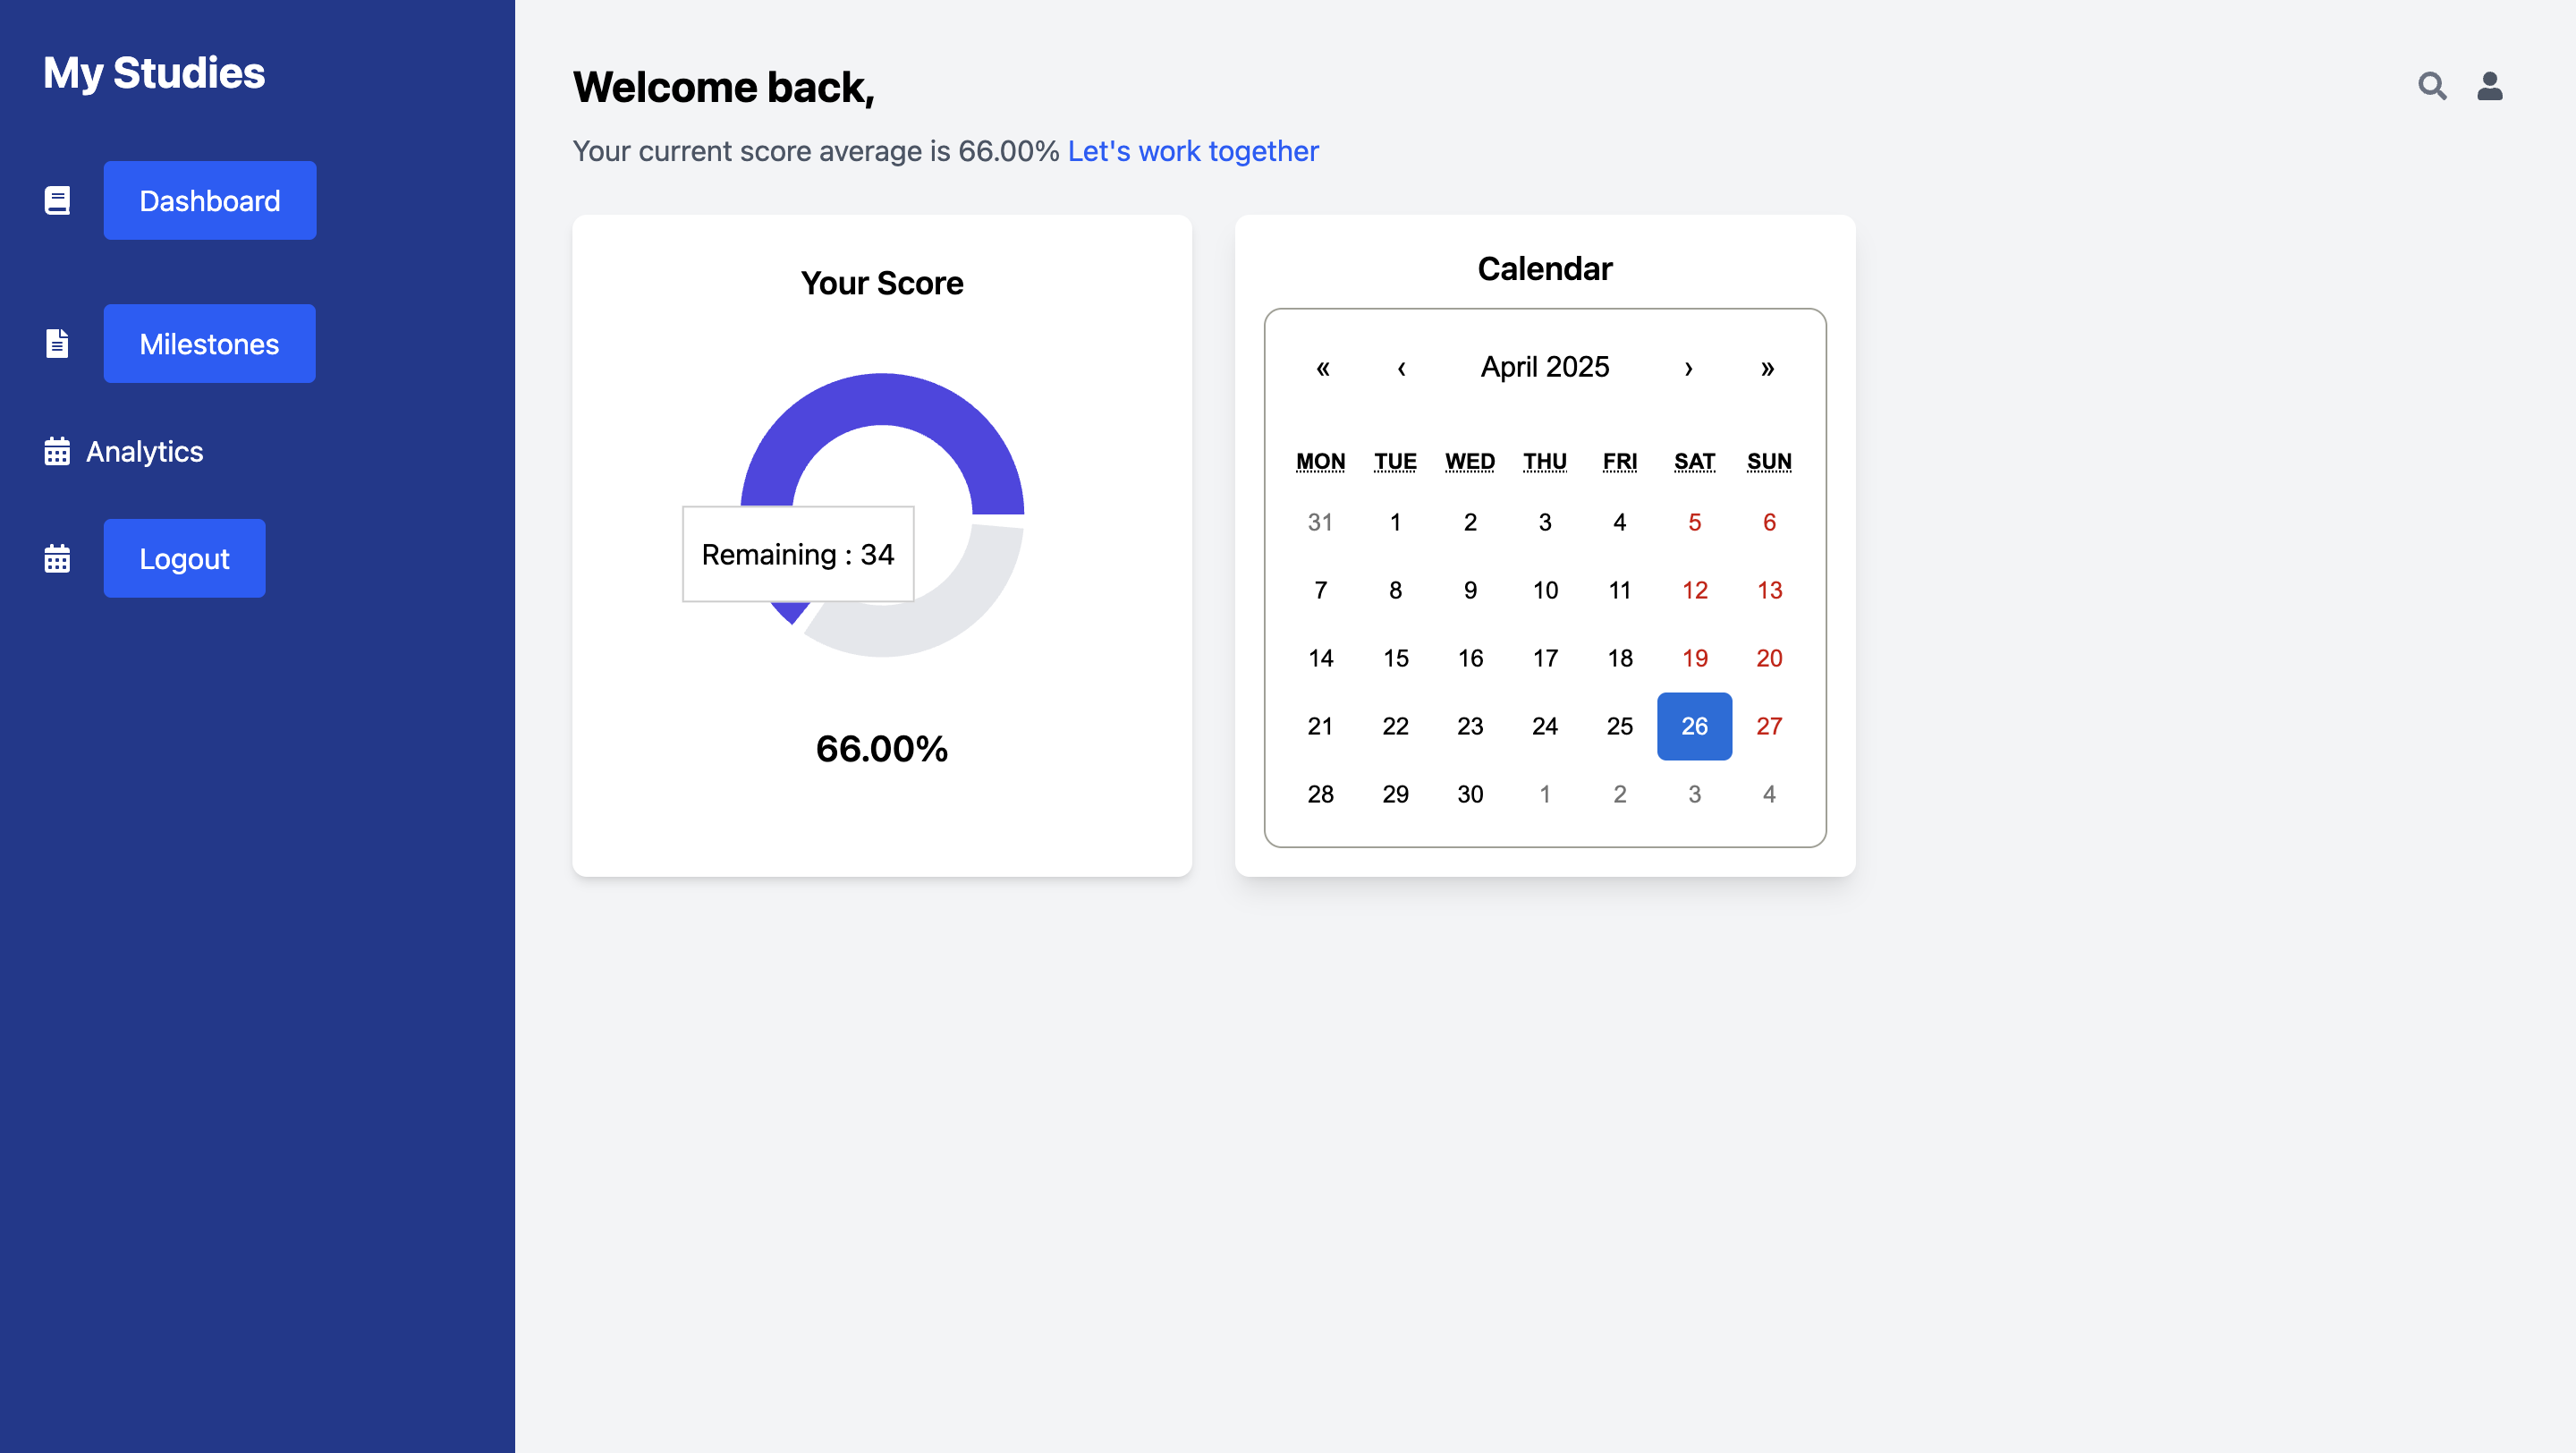 My Studies
Dashboard
Milestones
Analytics
Logout
Welcome back,
Your current score average is 66.00% Let's work together
Your Score
Remaining : 34
66.00%
Calendar
« ‹ April 2025 › »
MON TUE WED THU FRI SAT SUN
31 1 2 3 4 5 6
7 8 9 10 11 12 13
14 15 16 17 18 19 20
21 22 23 24 25 26 27
28 29 30 1 2 3 4